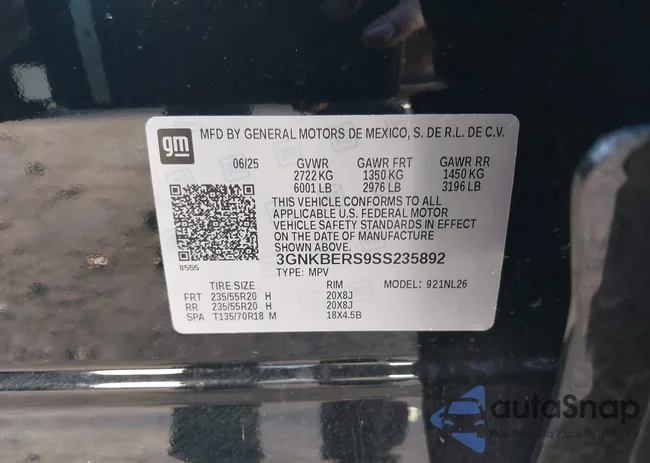 gm
MFD BY GENERAL MOTORS DE MEXICO, S. DE R.L. DE C.V.
06/25 GVWR GAWR FRT GAWR RR
2722 KG 1350 KG 1450 KG
6001 LB 2976 LB 3196 LB
THIS VEHICLE CONFORMS TO ALL
APPLICABLE U.S. FEDERAL MOTOR
VEHICLE SAFETY STANDARDS IN EFFECT
ON THE DATE OF MANUFACTURE
SHOWN ABOVE.
8555 3GNKBERS9SS235892
TYPE: MPV
TIRE SIZE RIM MODEL: 921NL26
FRT 235/55R20 H 20X8J
RR 235/55R20 H 20X8J
SPA T135/70R18 M 18X4.5B
autoSnap